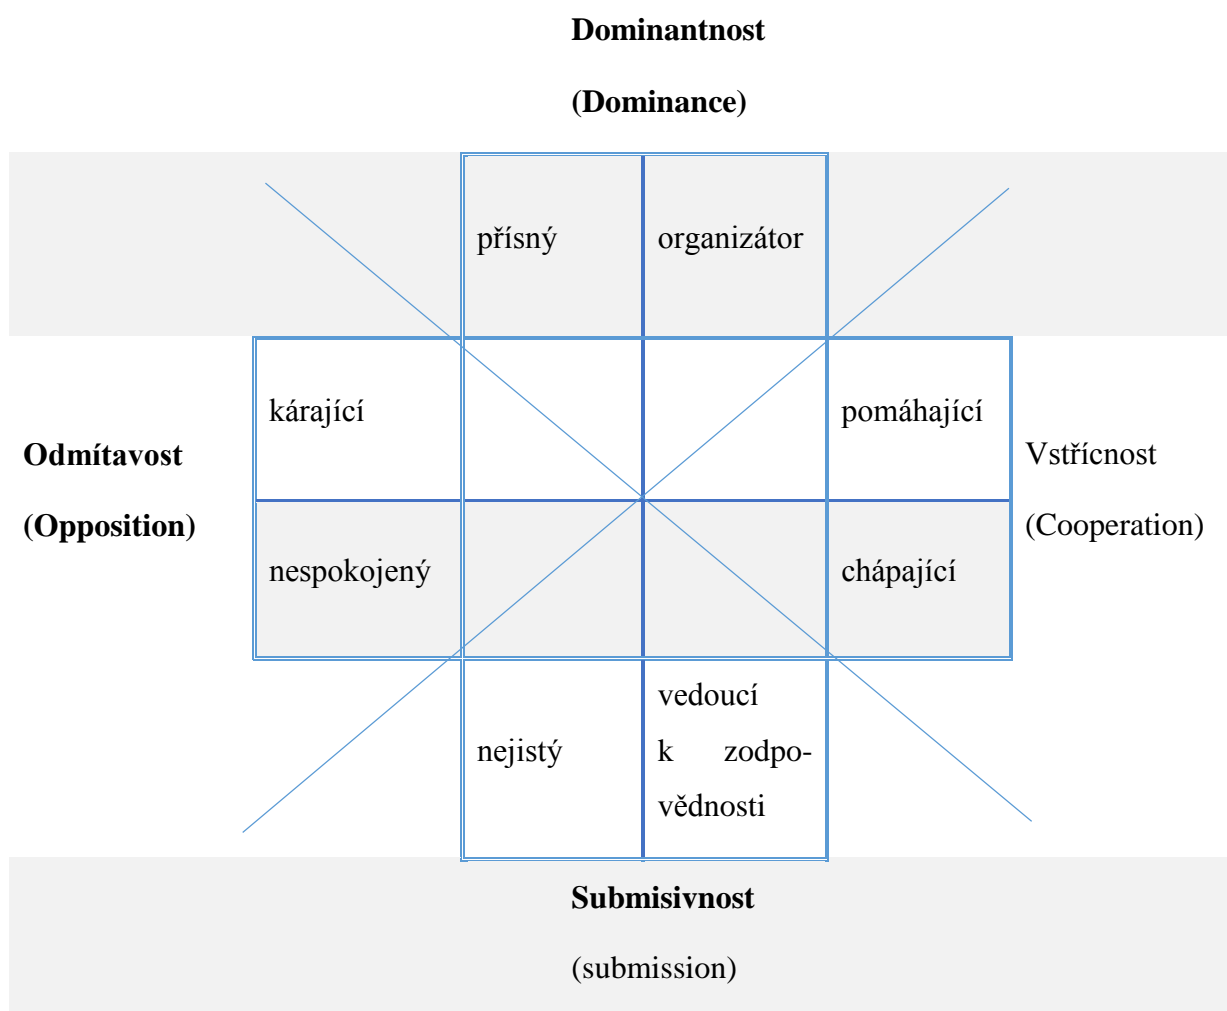 Dominantnost
(Dominance)
přísný
organizátor
kárající
pomáhající
Odmítavost
(Opposition)
Vstřícnost
(Cooperation)
nespokojený
chápající
nejistý
vedoucí
k zodpo-
vědnosti
Submisivnost
(submission)